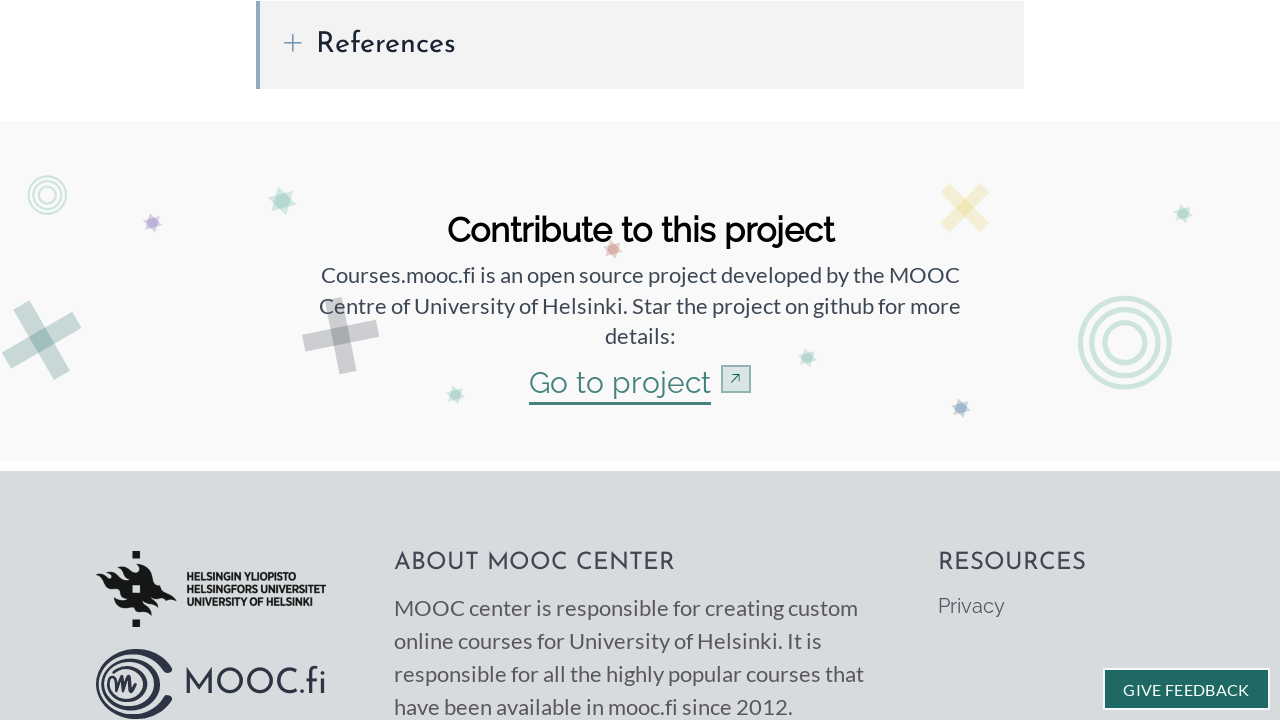 References
Contribute to this project
Courses.mooc.fi is an open source project developed by the MOOC
Centre of University of Helsinki. Star the project on github for more
details:
Go to project
HELSINGIN YLIOPISTO
HELSINGFORS UNIVERSITET
UNIVERSITY OF HELSINKI
MOOC.fi
ABOUT MOOC CENTER
MOOC center is responsible for creating custom
online courses for University of Helsinki. It is
responsible for all the highly popular courses that
have been available in mooc.fi since 2012.
RESOURCES
Privacy
GIVE FEEDBACK